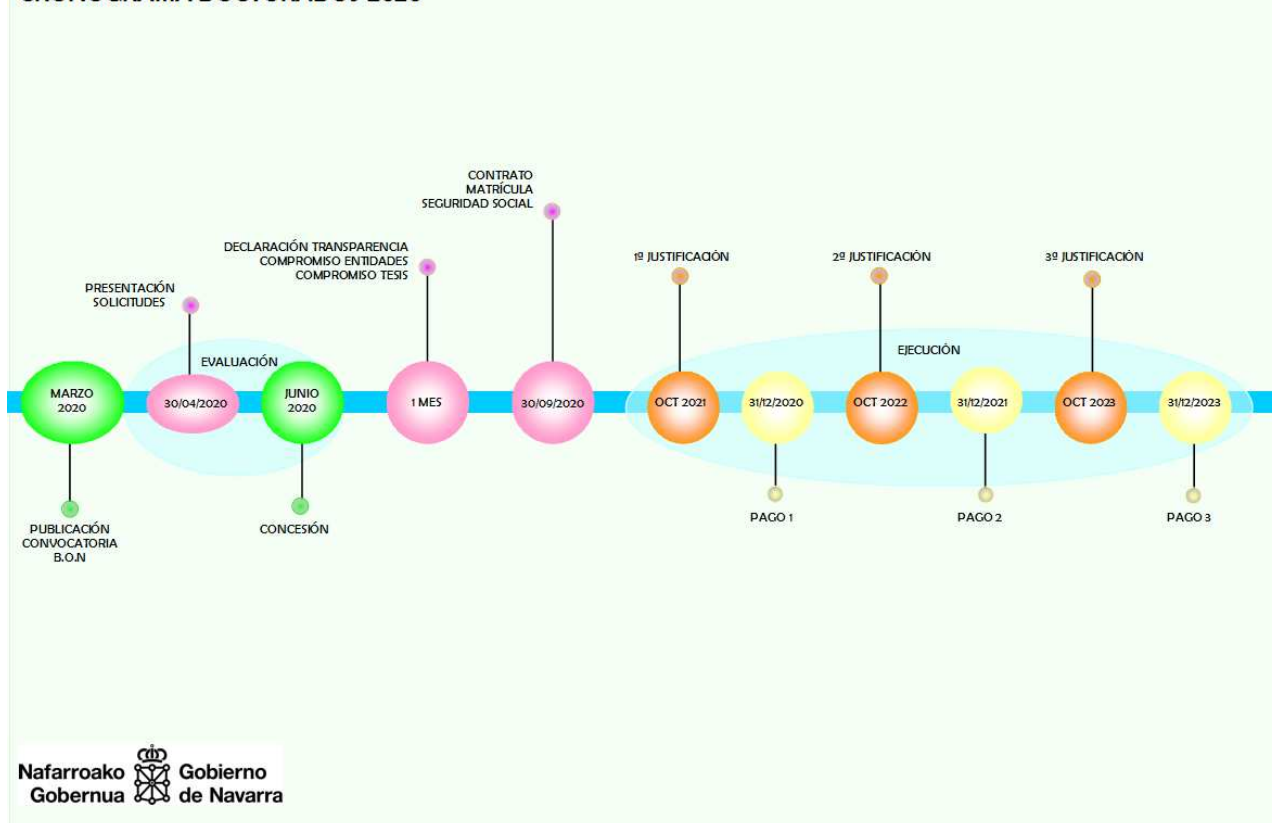 CONTRATO
MATRÍCULA
SEGURIDAD SOCIAL
DECLARACIÓN TRANSPARENCIA
COMPROMISO ENTIDADES
COMPROMISO TESIS
1º JUSTIFICACIÓN
2º JUSTIFICACIÓN
3º JUSTIFICACIÓN
PRESENTACIÓN
SOLICITUDES
EVALUACIÓN
EJECUCIÓN
MARZO
2020
30/04/2020
JUNIO
2020
1 MES
30/09/2020
OCT 2021
31/12/2020
OCT 2022
31/12/2021
OCT 2023
31/12/2023
PUBLICACIÓN
CONVOCATORIA
B.O.N
CONCESIÓN
PAGO 1
PAGO 2
PAGO 3
Nafarroako
Gobernua
Gobierno
de Navarra